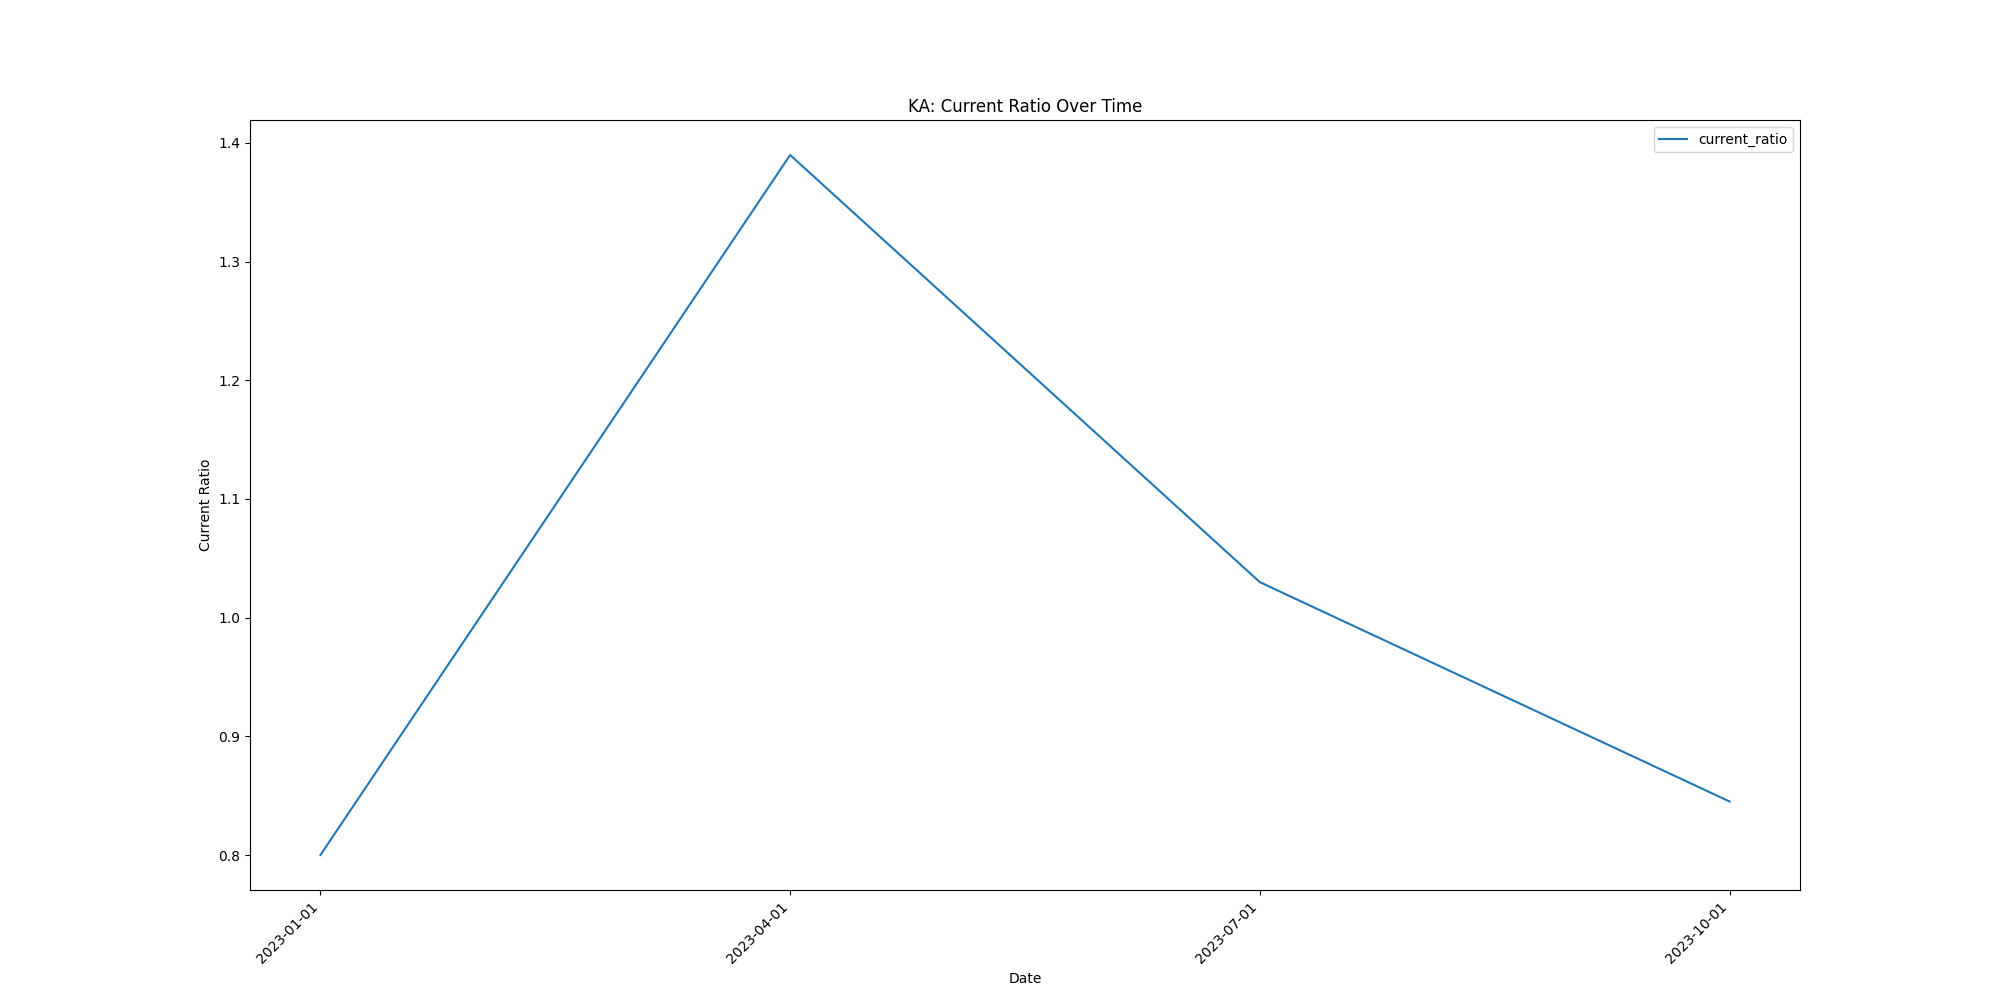 KA: Current Ratio Over Time
current_ratio
1.4
1.3
1.2
1.1
1.0
0.9
0.8
Current Ratio
2023-01-01
2023-04-01
2023-07-01
2023-10-01
Date